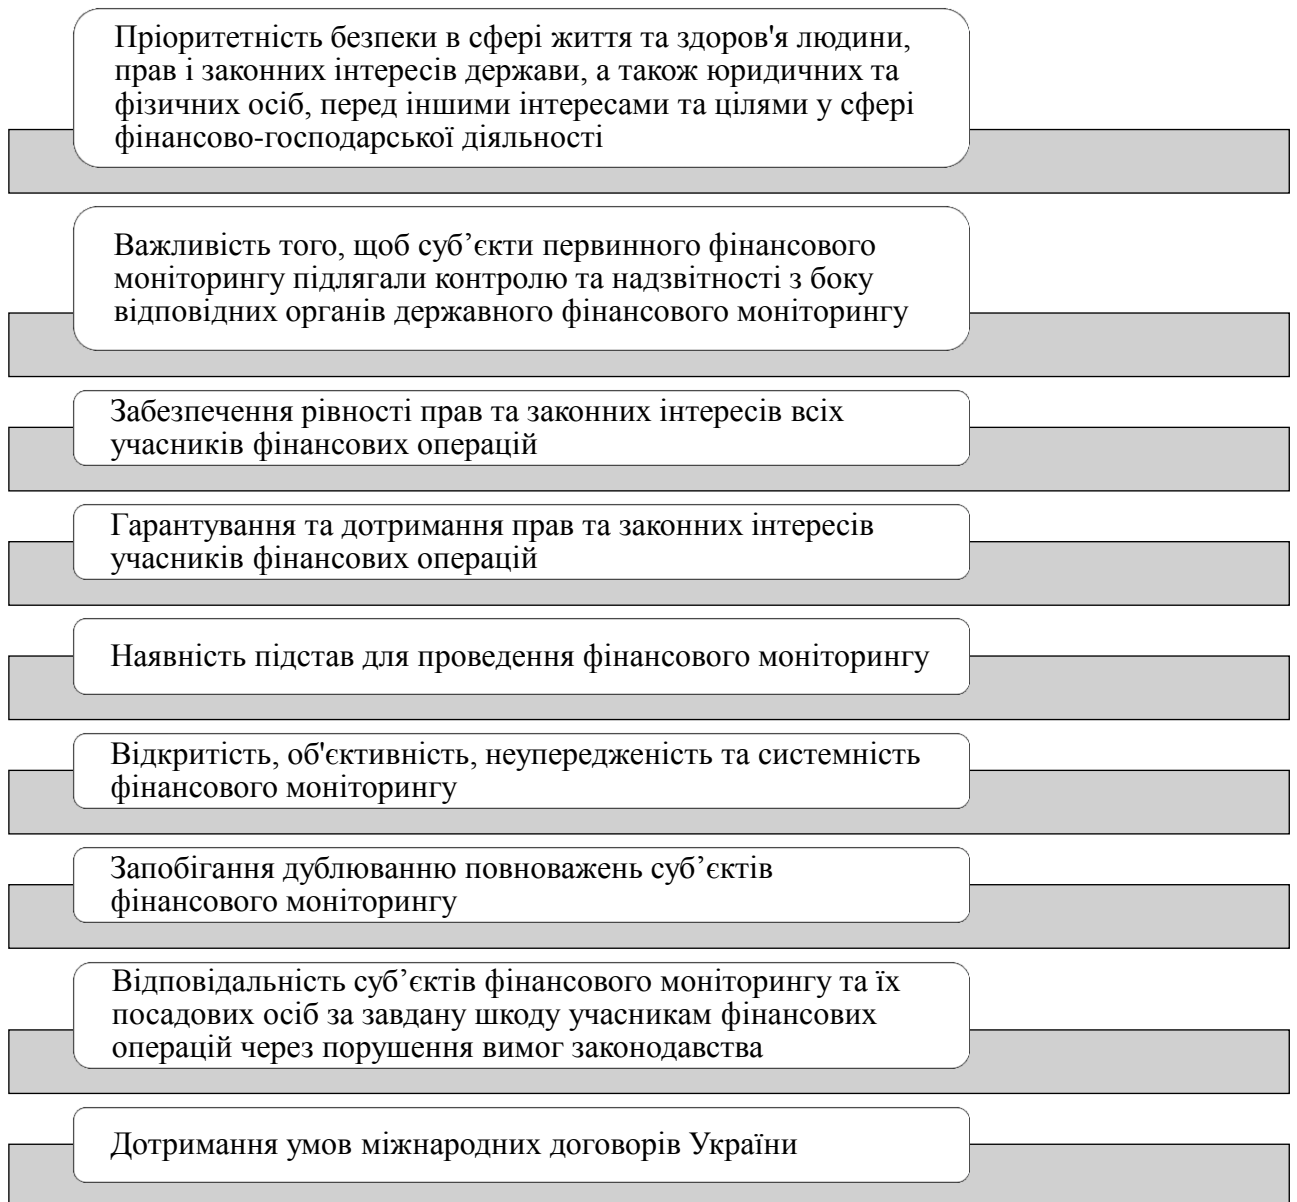 Пріоритетність безпеки в сфері життя та здоров'я людини,
прав і законних інтересів держави, а також юридичних та
фізичних осіб, перед іншими інтересами та цілями у сфері
фінансово-господарської діяльності
Важливість того, щоб суб’єкти первинного фінансового
моніторингу підлягали контролю та надзвітності з боку
відповідних органів державного фінансового моніторингу
Забезпечення рівності прав та законних інтересів всіх
учасників фінансових операцій
Гарантування та дотримання прав та законних інтересів
учасників фінансових операцій
Наявність підстав для проведення фінансового моніторингу
Відкритість, об'єктивність, неупередженість та системність
фінансового моніторингу
Запобігання дублюванню повноважень суб’єктів
фінансового моніторингу
Відповідальність суб’єктів фінансового моніторингу та їх
посадових осіб за завдану шкоду учасникам фінансових
операцій через порушення вимог законодавства
Дотримання умов міжнародних договорів України